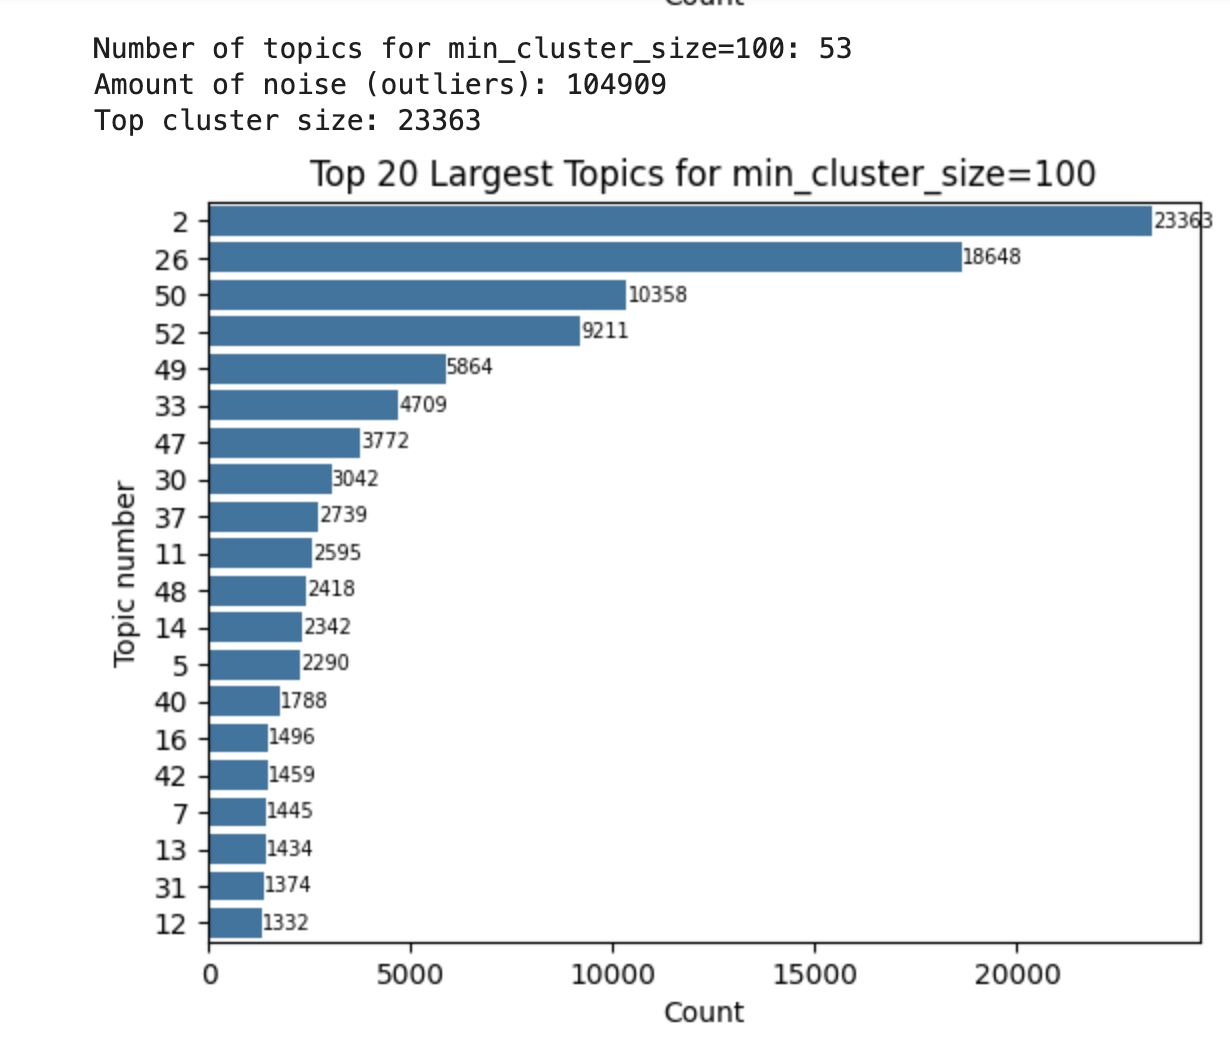 Count
Number of topics for min_cluster_size=100: 53
Amount of noise (outliers): 104909
Top cluster size: 23363
Top 20 Largest Topics for min_cluster_size=100
2 23363
26 18648
50 10358
52 9211
49 5864
33 4709
47 3772
30 3042
37 2739
11 2595
48 2418
14 2342
5 2290
40 1788
16 1496
42 1459
7 1445
13 1434
31 1374
12 1332
Topic number
0 5000 10000 15000 20000
Count